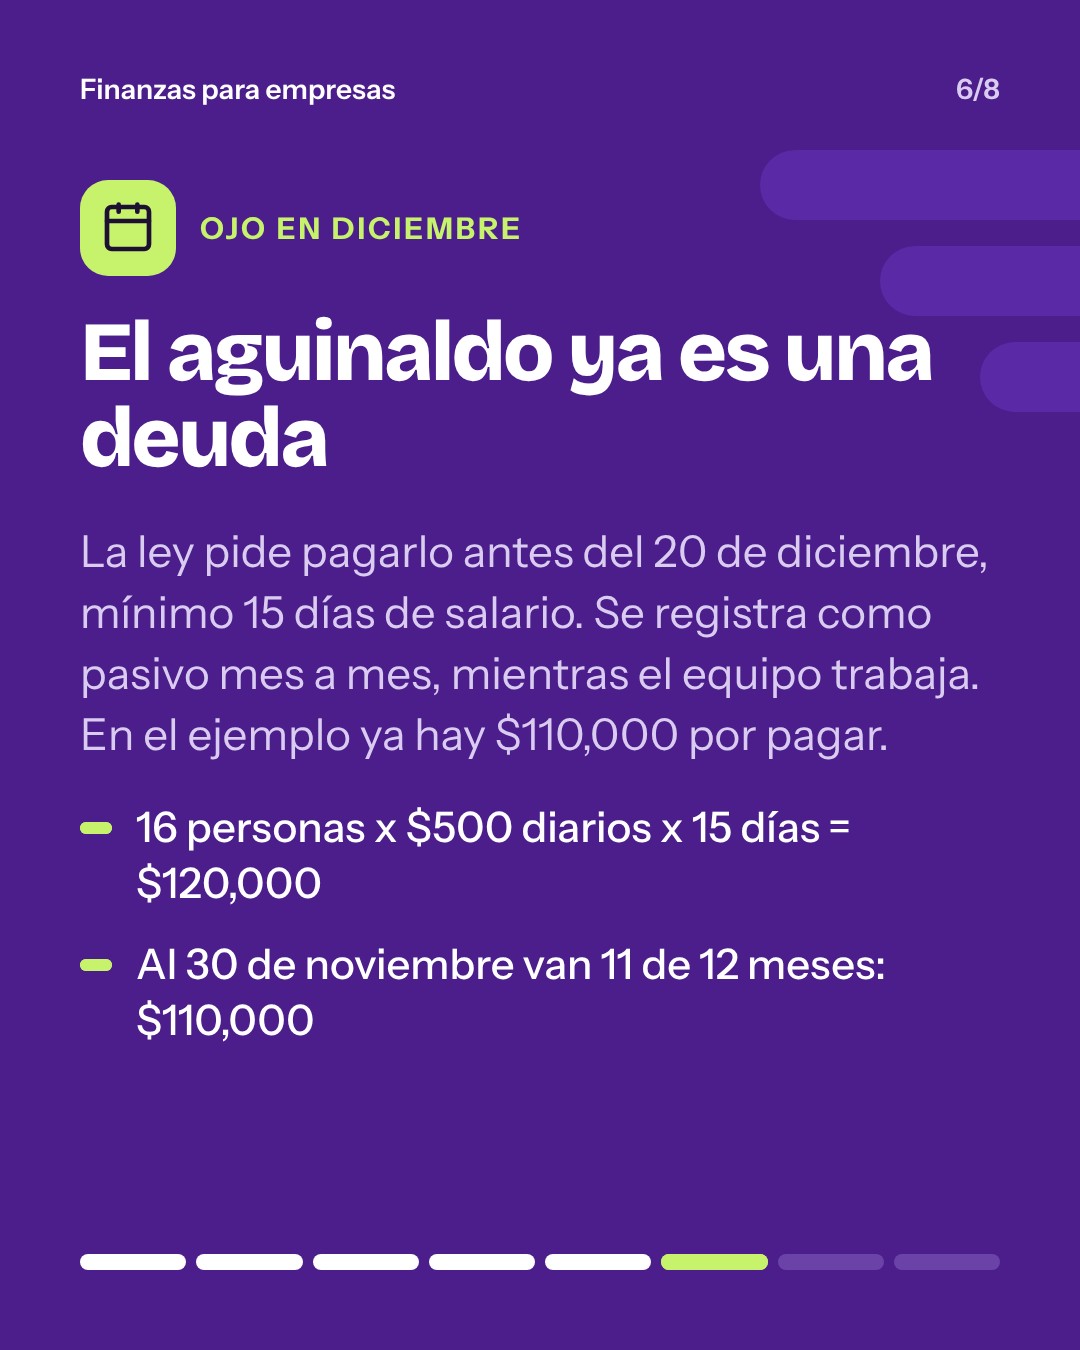 Finanzas para empresas
6/8
OJO EN DICIEMBRE
El aguinaldo ya es una
deuda
La ley pide pagarlo antes del 20 de diciembre,
mínimo 15 días de salario. Se registra como
pasivo mes a mes, mientras el equipo trabaja.
En el ejemplo ya hay $110,000 por pagar.
16 personas x $500 diarios x 15 días =
$120,000
Al 30 de noviembre van 11 de 12 meses:
$110,000